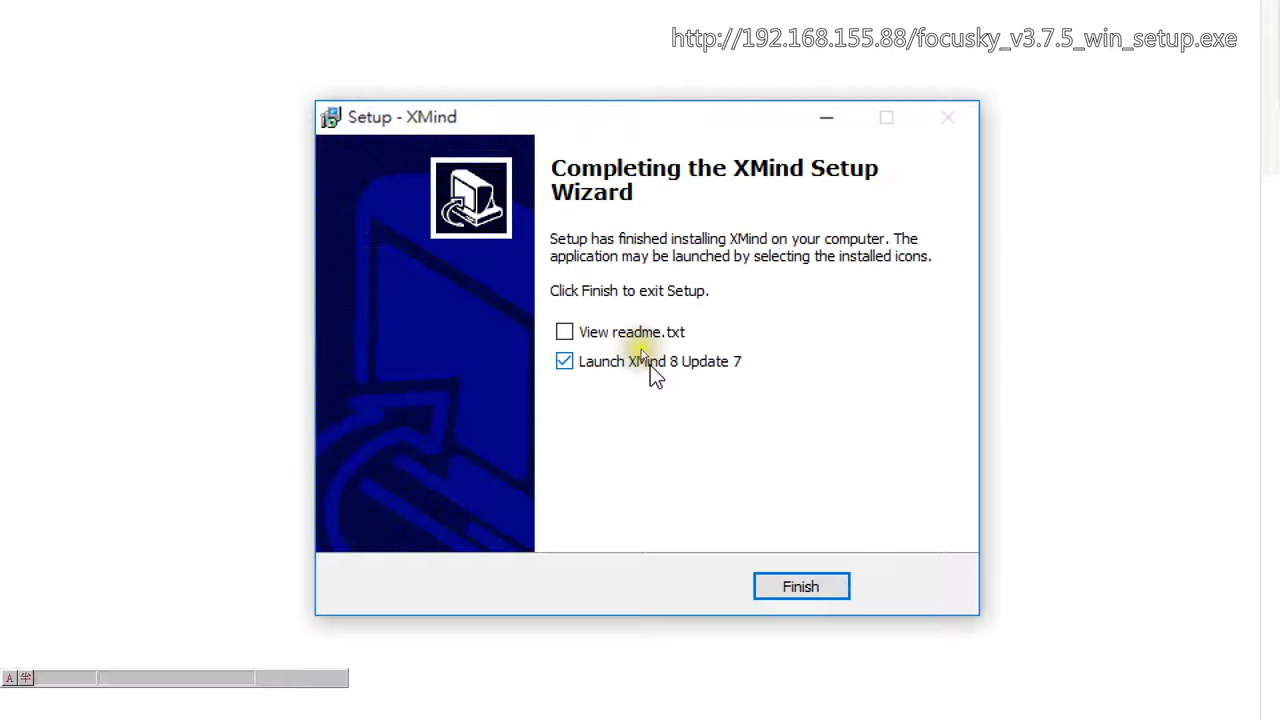 http://192.168.155.88/focusky_v3.7.5_win_setup.exe
Setup - XMind
Completing the XMind Setup
Wizard
Setup has finished installing XMind on your computer. The
application may be launched by selecting the installed icons.
Click Finish to exit Setup.
View readme.txt
Launch XMind 8 Update 7
Finish
A 半